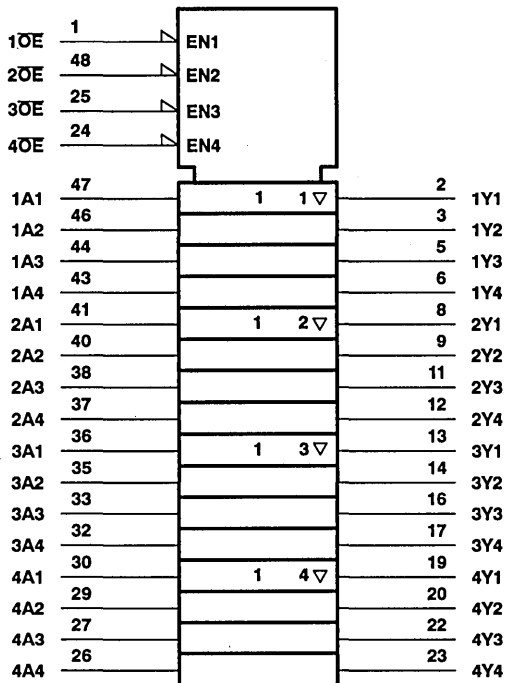 1O̅E̅ 1 EN1
2O̅E̅ 48 EN2
3O̅E̅ 25 EN3
4O̅E̅ 24 EN4
1A1 47 1 1 ▽ 2 1Y1
1A2 46 3 1Y2
1A3 44 5 1Y3
1A4 43 6 1Y4
2A1 41 1 2 ▽ 8 2Y1
2A2 40 9 2Y2
2A3 38 11 2Y3
2A4 37 12 2Y4
3A1 36 1 3 ▽ 13 3Y1
3A2 35 14 3Y2
3A3 33 16 3Y3
3A4 32 17 3Y4
4A1 30 1 4 ▽ 19 4Y1
4A2 29 20 4Y2
4A3 27 22 4Y3
4A4 26 23 4Y4